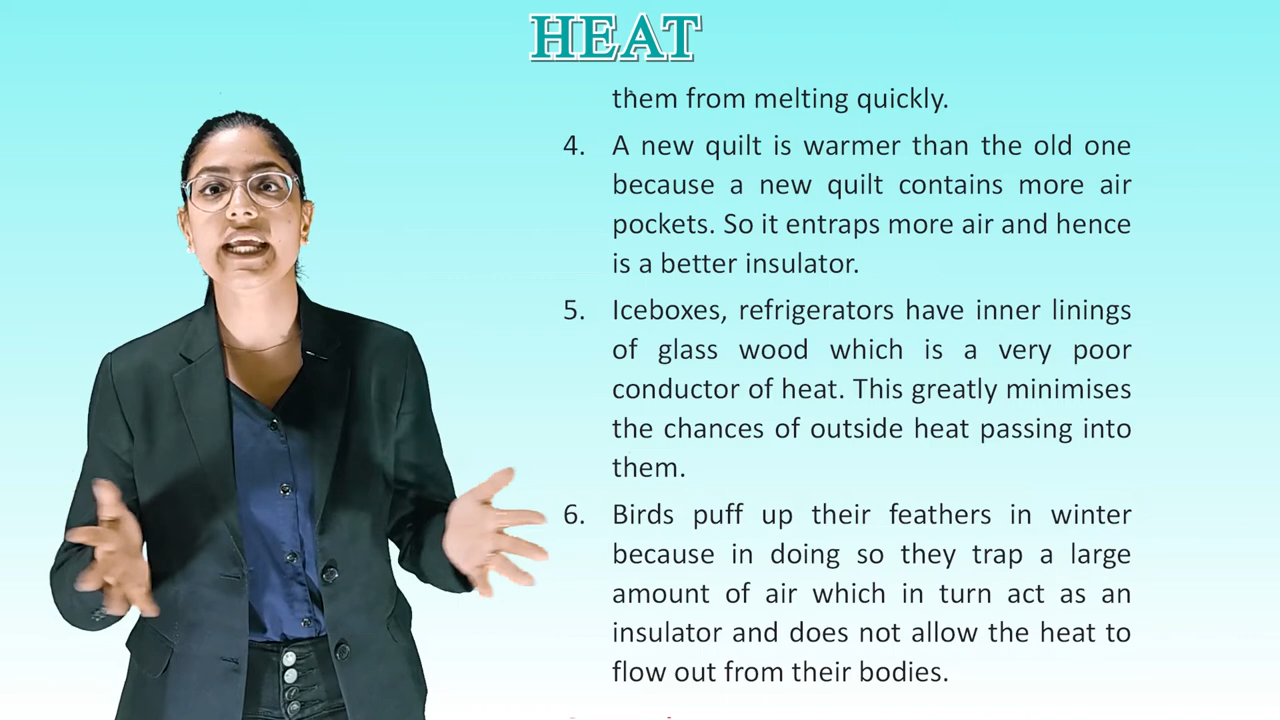 HEAT
them from melting quickly.
4. A new quilt is warmer than the old one
because a new quilt contains more air
pockets. So it entraps more air and hence
is a better insulator.
5. Iceboxes, refrigerators have inner linings
of glass wood which is a very poor
conductor of heat. This greatly minimises
the chances of outside heat passing into
them.
6. Birds puff up their feathers in winter
because in doing so they trap a large
amount of air which in turn act as an
insulator and does not allow the heat to
flow out from their bodies.